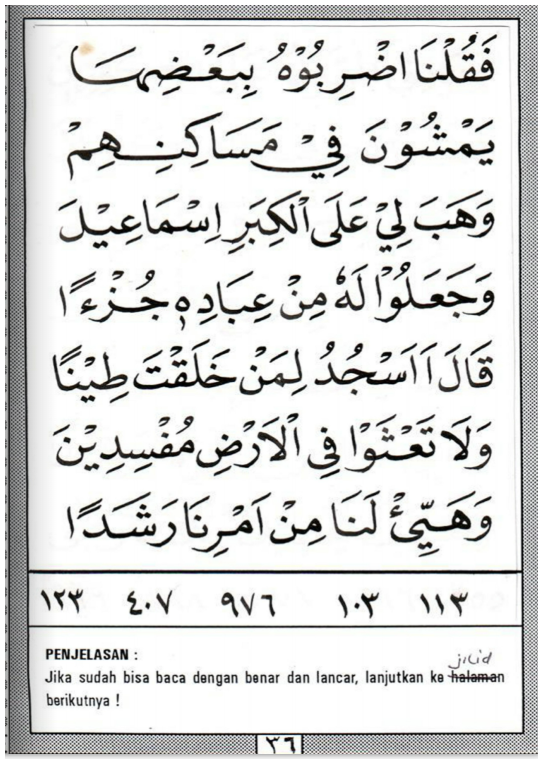 فَقُلْنَا اضْرِبُوْهُ بِبَعْضِهَا
يَمْشُوْنَ فِيْ مَسَاكِنِهِمْ
وَهَبَ لِيْ عَلَى الْكِبَرِ اِسْمَاعِيْلَ
وَجَعَلُوْا لَهٗ مِنْ عِبَادِهٖ جُزْءًا
قَالَ اَاَسْجُدُ لِمَنْ خَلَقْتَ طِيْنًا
وَلَا تَعْثَوْا فِى الْاَرْضِ مُفْسِدِيْنَ
وَهَيِّئْ لَنَا مِنْ اَمْرِنَا رَشَدًا
١٢٣ ٤٠٧ ٩٧٦ ١٠٣ ١١٣
PENJELASAN :
jilid
Jika sudah bisa baca dengan benar dan lancar, lanjutkan ke halaman
berikutnya !
٣٦